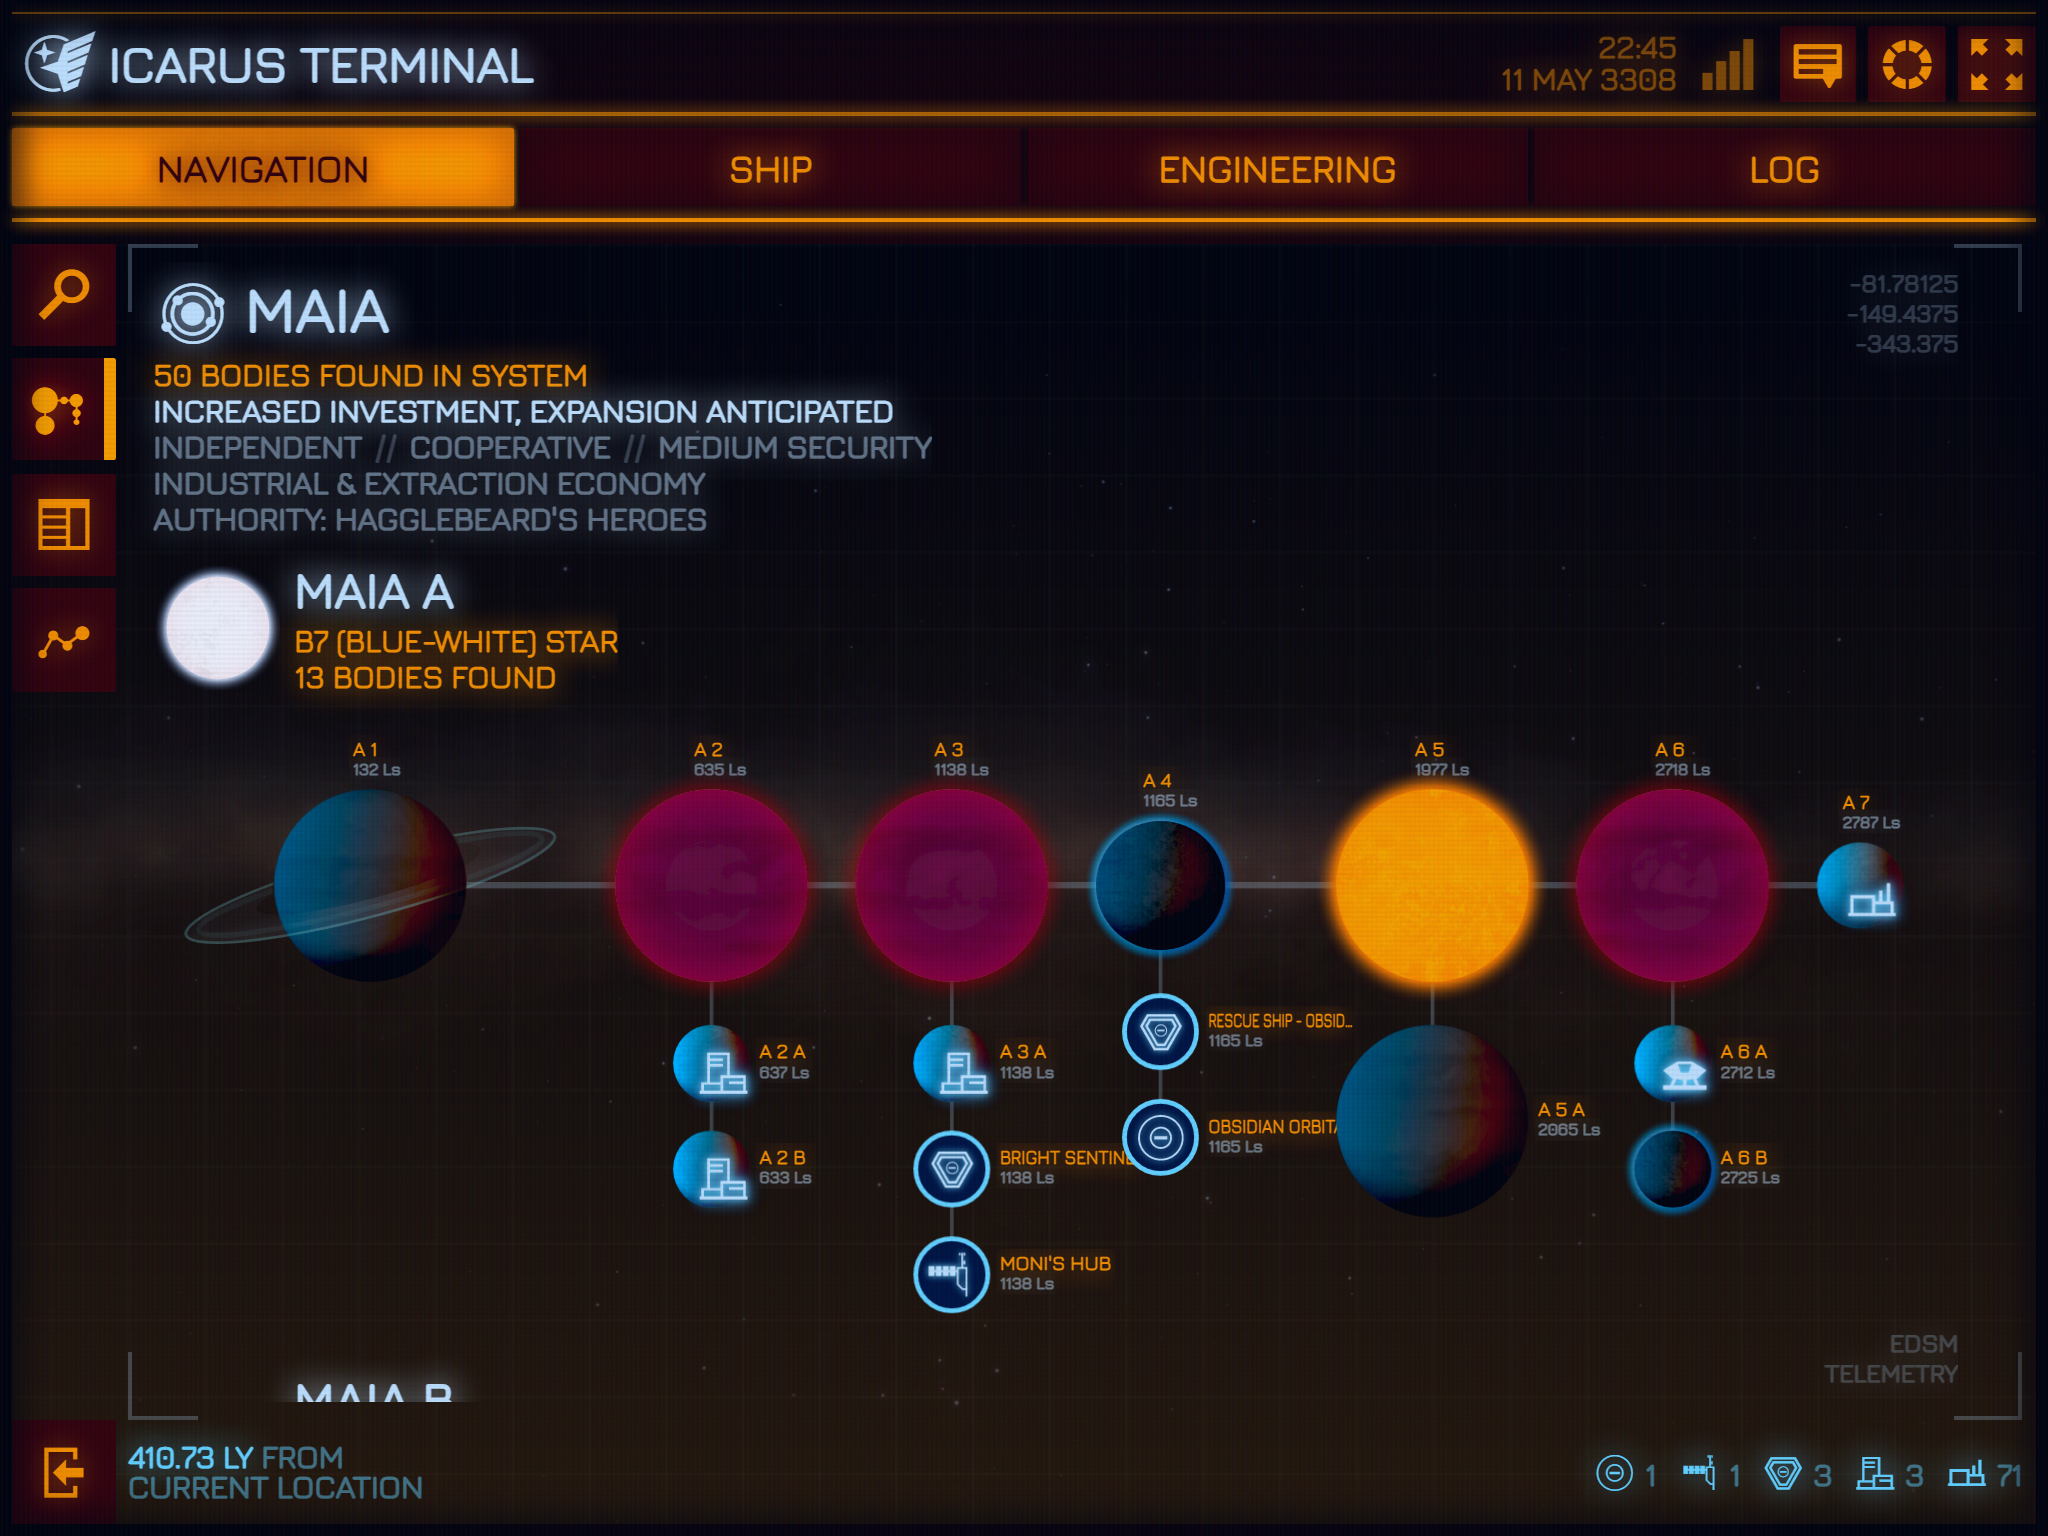 ICARUS TERMINAL
22:45
11 MAY 3308
NAVIGATION
SHIP
ENGINEERING
LOG
MAIA
-81.78125
-149.4375
-343.375
50 BODIES FOUND IN SYSTEM
INCREASED INVESTMENT, EXPANSION ANTICIPATED
INDEPENDENT // COOPERATIVE // MEDIUM SECURITY
INDUSTRIAL & EXTRACTION ECONOMY
AUTHORITY: HAGGLEBEARD'S HEROES
MAIA A
B7 (BLUE-WHITE) STAR
13 BODIES FOUND
A 1
132 Ls
A 2
635 Ls
A 3
1138 Ls
A 4
1165 Ls
A 5
1977 Ls
A 6
2718 Ls
A 7
2787 Ls
A 2 A
637 Ls
A 2 B
633 Ls
A 3 A
1138 Ls
BRIGHT SENTIN
1138 Ls
MONI'S HUB
1138 Ls
RESCUE SHIP - OBSID...
1165 Ls
OBSIDIAN ORBITA
1165 Ls
A 5 A
2065 Ls
A 6 A
2712 Ls
A 6 B
2725 Ls
MAIA B
EDSM
TELEMETRY
410.73 LY FROM
CURRENT LOCATION
1 1 3 3 71